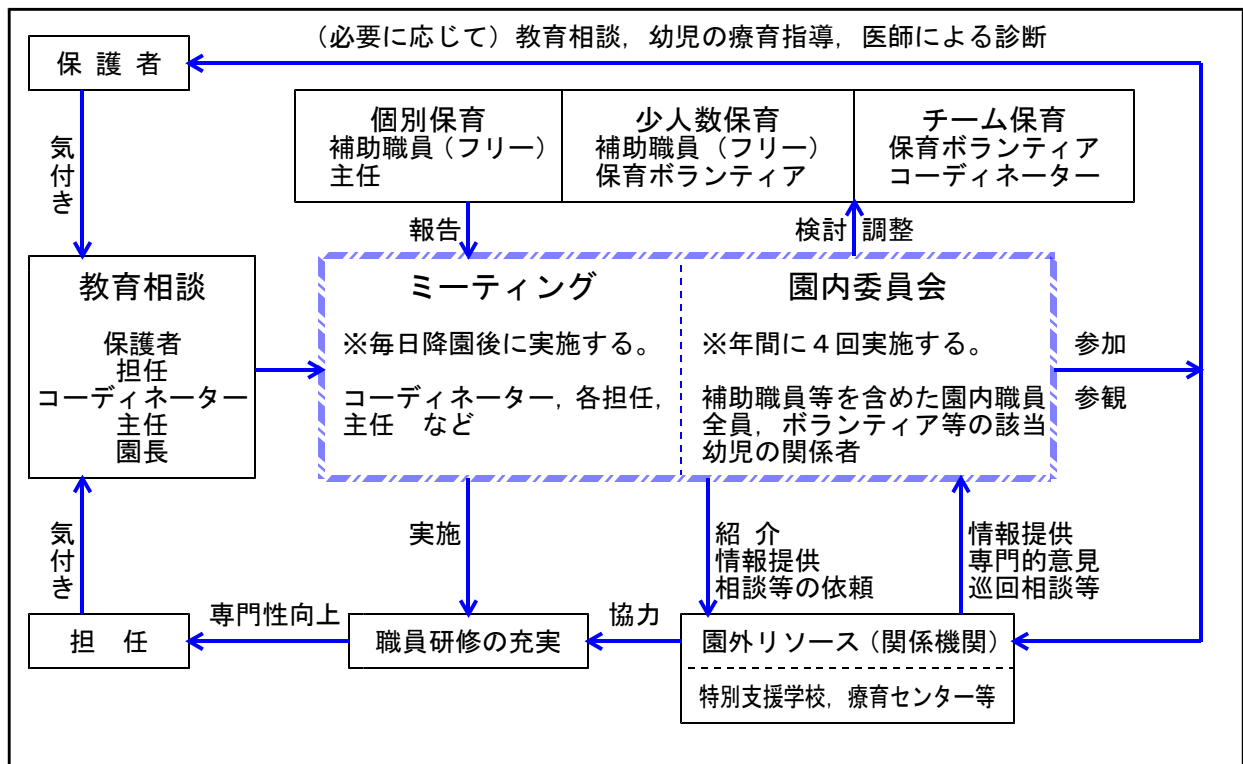 （必要に応じて）教育相談，幼児の療育指導，医師による診断
保 護 者
気付き
個別保育
補助職員（フリー）
主任
少人数保育
補助職員（フリー）
保育ボランティア
チーム保育
保育ボランティア
コーディネーター
報告
検討
調整
教育相談
保護者
担任
コーディネーター
主任
園長
ミーティング
※毎日降園後に実施する。
コーディネーター，各担任，
主任　など
園内委員会
※年間に４回実施する。
補助職員等を含めた園内職員
全員，ボランティア等の該当
幼児の関係者
参加
参観
気付き
実施
紹 介
情報提供
相談等の依頼
情報提供
専門的意見
巡回相談等
担　任
専門性向上
職員研修の充実
協力
園外リソース（関係機関）
特別支援学校，療育センター等